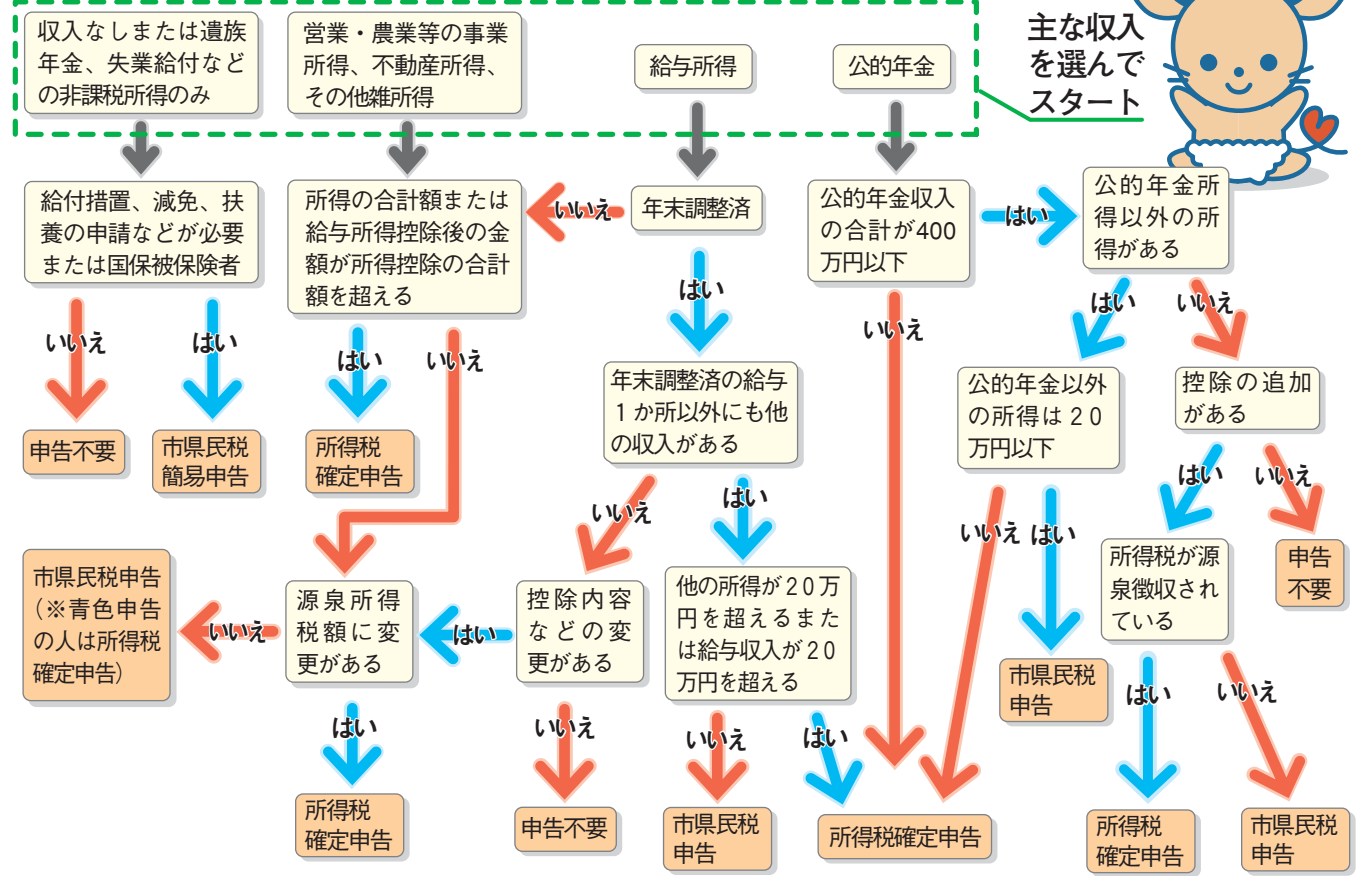 主な収入
を選んで
スタート
収入なしまたは遺族
年金、失業給付など
の非課税所得のみ
営業・農業等の事業
所得、不動産所得、
その他雑所得
給与所得
公的年金
給付措置、減免、扶
養の申請などが必要
または国保被保険者
所得の合計額または
給与所得控除後の金
額が所得控除の合計
額を超える
いいえ
年末調整済
公的年金収入
の合計が400
万円以下
はい
公的年金所
得以外の所
得がある
いいえ
はい
はい
いいえ
はい
いいえ
はい
いいえ
申告不要
市県民税
簡易申告
所得税
確定申告
年末調整済の給与
１か所以外にも他
の収入がある
公的年金以外
の所得は２０
万円以下
控除の追加
がある
いいえ
はい
いいえ
はい
はい
いいえ
市県民税申告
（※青色申告
の人は所得税
確定申告）
いいえ
源泉所得
税額に変
更がある
はい
控除内容
などの変
更がある
他の所得が２０万
円を超えるまた
は給与収入が２０
万円を超える
所得税が源
泉徴収され
ている
申告
不要
市県民税
申告
はい
いいえ
いいえ
はい
はい
いいえ
所得税
確定申告
申告不要
市県民税
申告
所得税確定申告
所得税
確定申告
市県民税
申告